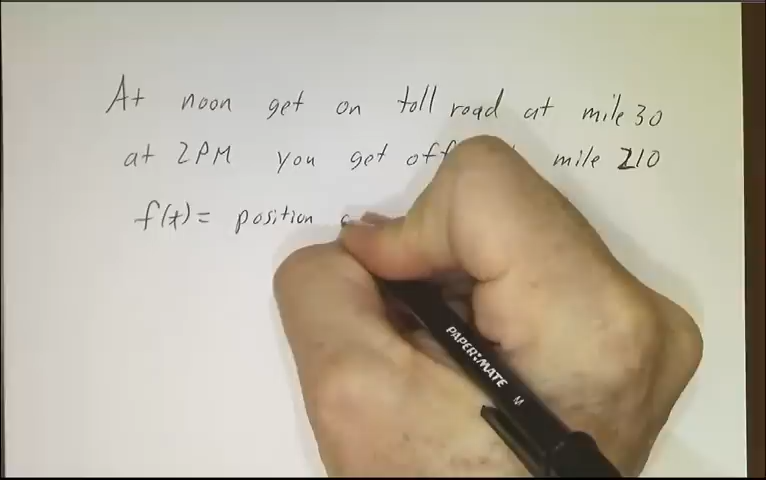 At noon get on toll road at mile 30
at 2PM you get off mile 210
f(t) = position
PAPER:MATE M